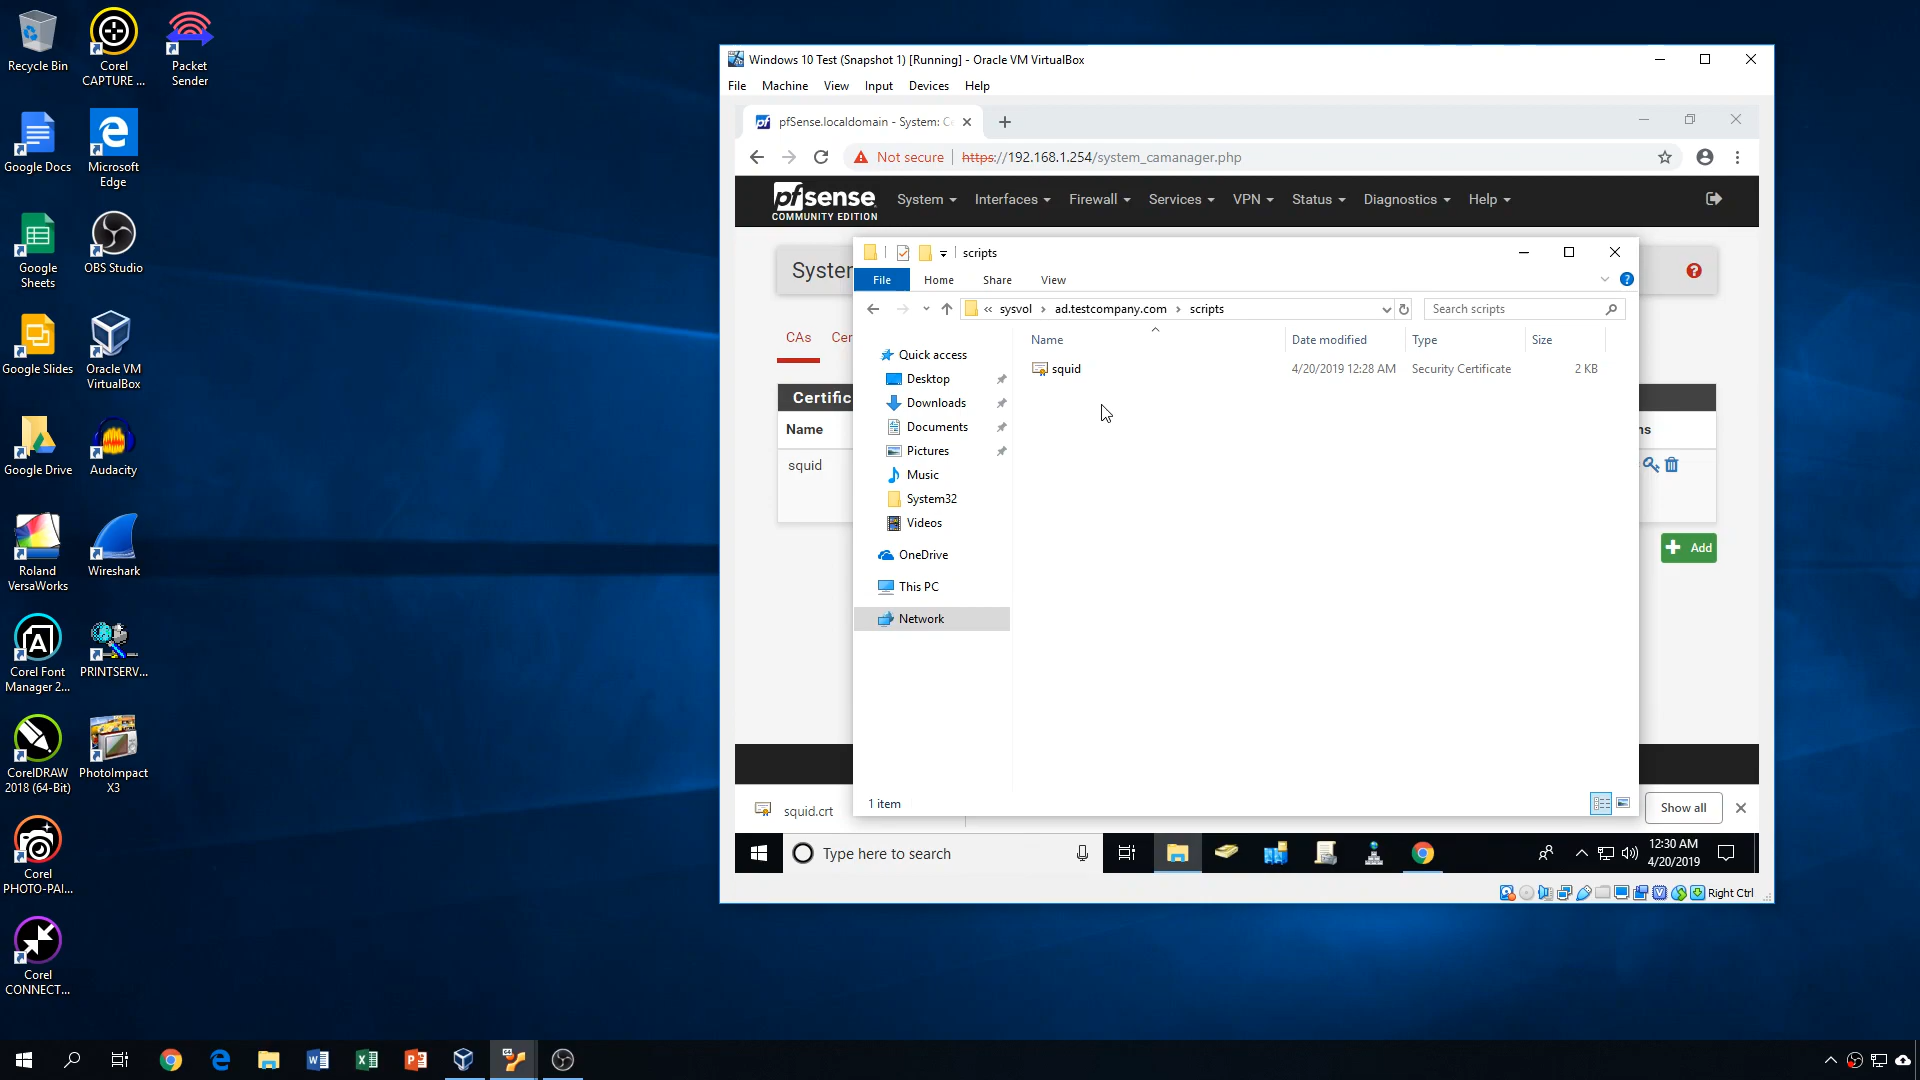 Recycle Bin
Corel
CAPTURE ...
Packet
Sender
Google Docs
Microsoft
Edge
Google
Sheets
OBS Studio
Google Slides
Oracle VM
VirtualBox
Google Drive
Audacity
Roland
VersaWorks
Wireshark
Corel Font
Manager 2...
PRINTSERV...
CorelDRAW
2018 (64-Bit)
PhotoImpact
X3
Corel
PHOTO-PAI...
Corel
CONNECT...
Windows 10 Test (Snapshot 1) [Running] - Oracle VM VirtualBox
File Machine View Input Devices Help
pf pfSense.localdomain - System: Ce
Not secure https://192.168.1.254/system_camanager.php
pfsense
COMMUNITY EDITION
System Interfaces Firewall Services VPN Status Diagnostics Help
Syster
CAs Cer
Certific
Name
squid
ns
Add
scripts
File Home Share View
« sysvol › ad.testcompany.com › scripts
Search scripts
Name Date modified Type Size
squid 4/20/2019 12:28 AM Security Certificate 2 KB
Quick access
Desktop
Downloads
Documents
Pictures
Music
System32
Videos
OneDrive
This PC
Network
1 item
squid.crt
Show all
Type here to search
12:30 AM
4/20/2019
Right Ctrl